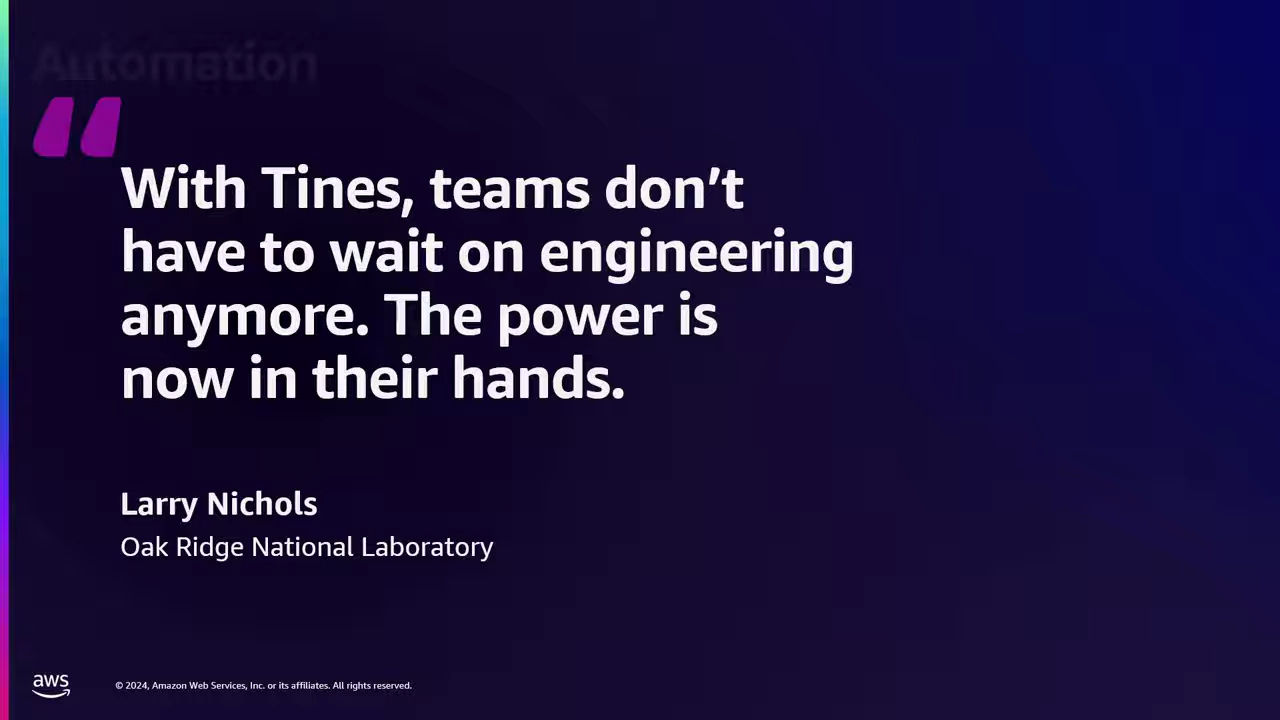 Automation
“
With Tines, teams don’t
have to wait on engineering
anymore. The power is
now in their hands.
Larry Nichols
Oak Ridge National Laboratory
aws
© 2024, Amazon Web Services, Inc. or its affiliates. All rights reserved.